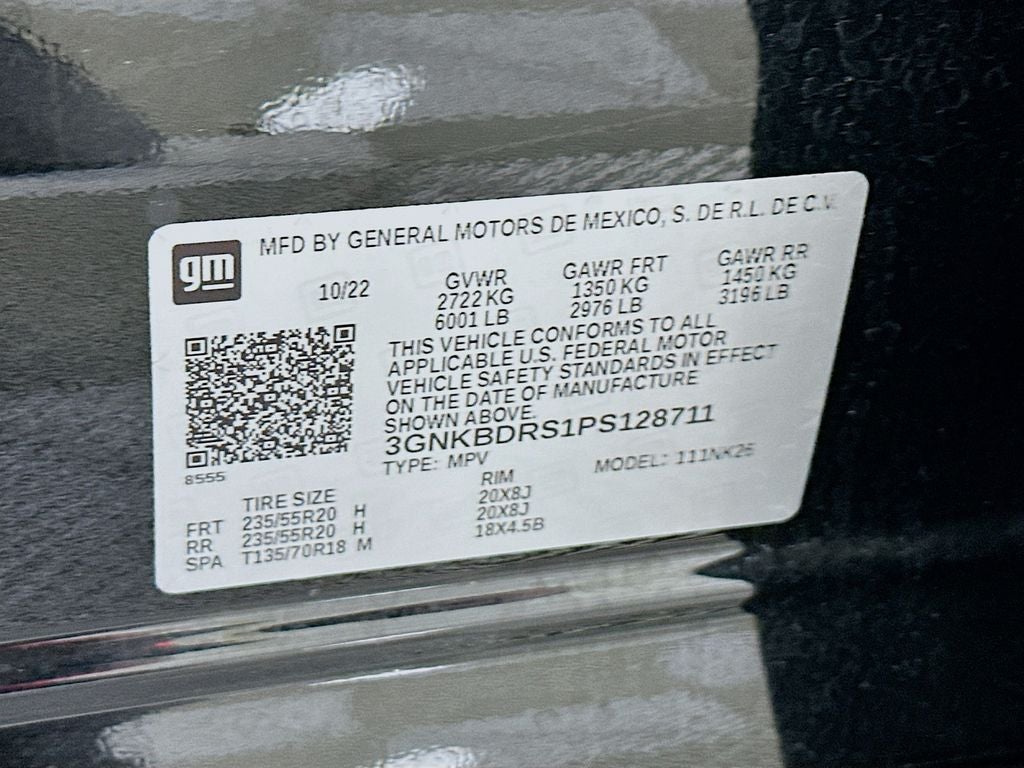 gm
MFD BY GENERAL MOTORS DE MEXICO, S. DE R.L. DE C.V.
10/22
GVWR GAWR FRT GAWR RR
2722 KG 1350 KG 1450 KG
6001 LB 2976 LB 3196 LB
THIS VEHICLE CONFORMS TO ALL
APPLICABLE U.S. FEDERAL MOTOR
VEHICLE SAFETY STANDARDS IN EFFECT
ON THE DATE OF MANUFACTURE
SHOWN ABOVE.
3GNKBDRS1PS128711
8555
TYPE: MPV MODEL: 111NK26
TIRE SIZE RIM
FRT 235/55R20 H 20X8J
RR 235/55R20 H 20X8J
SPA T135/70R18 M 18X4.5B